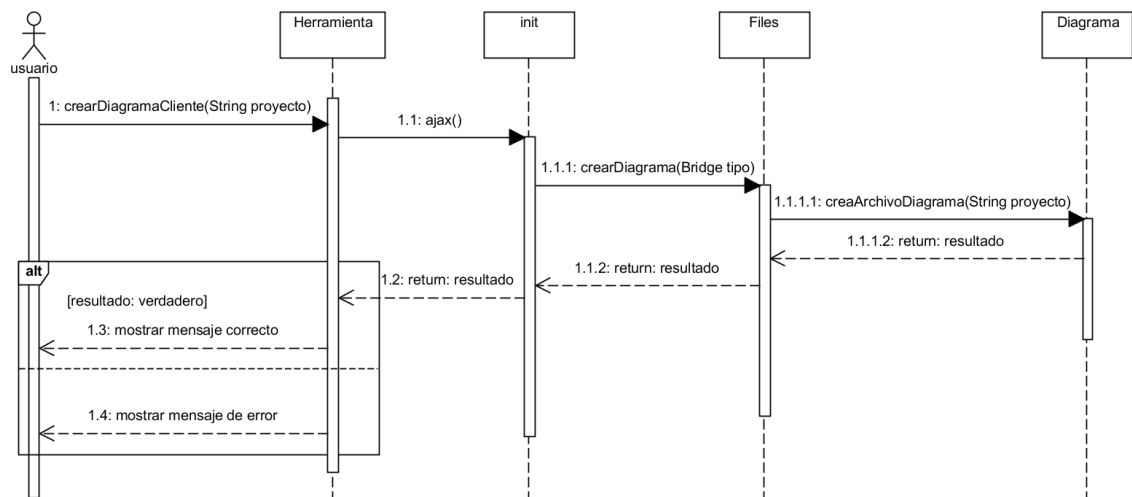 Herramienta
init
Files
Diagrama
usuario
1: crearDiagramaCliente(String proyecto)
1.1: ajax()
1.1.1: crearDiagrama(Bridge tipo)
1.1.1.1: creaArchivoDiagrama(String proyecto)
1.1.1.2: return: resultado
1.1.2: return: resultado
1.2: return: resultado
alt
[resultado: verdadero]
1.3: mostrar mensaje correcto
1.4: mostrar mensaje de error